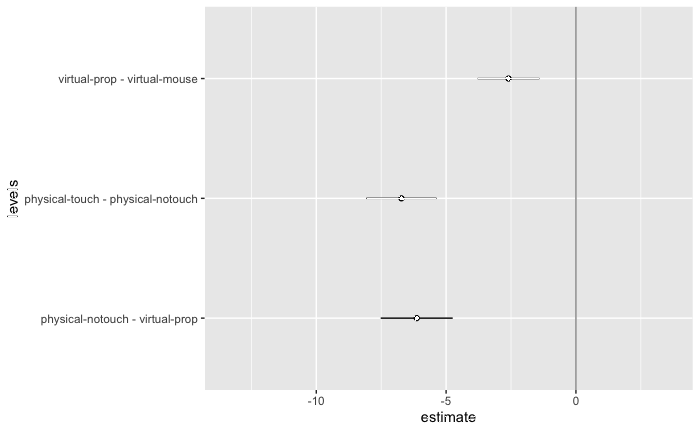 virtual-prop - virtual-mouse
physical-touch - physical-notouch
physical-notouch - virtual-prop
levels
-10
-5
0
estimate